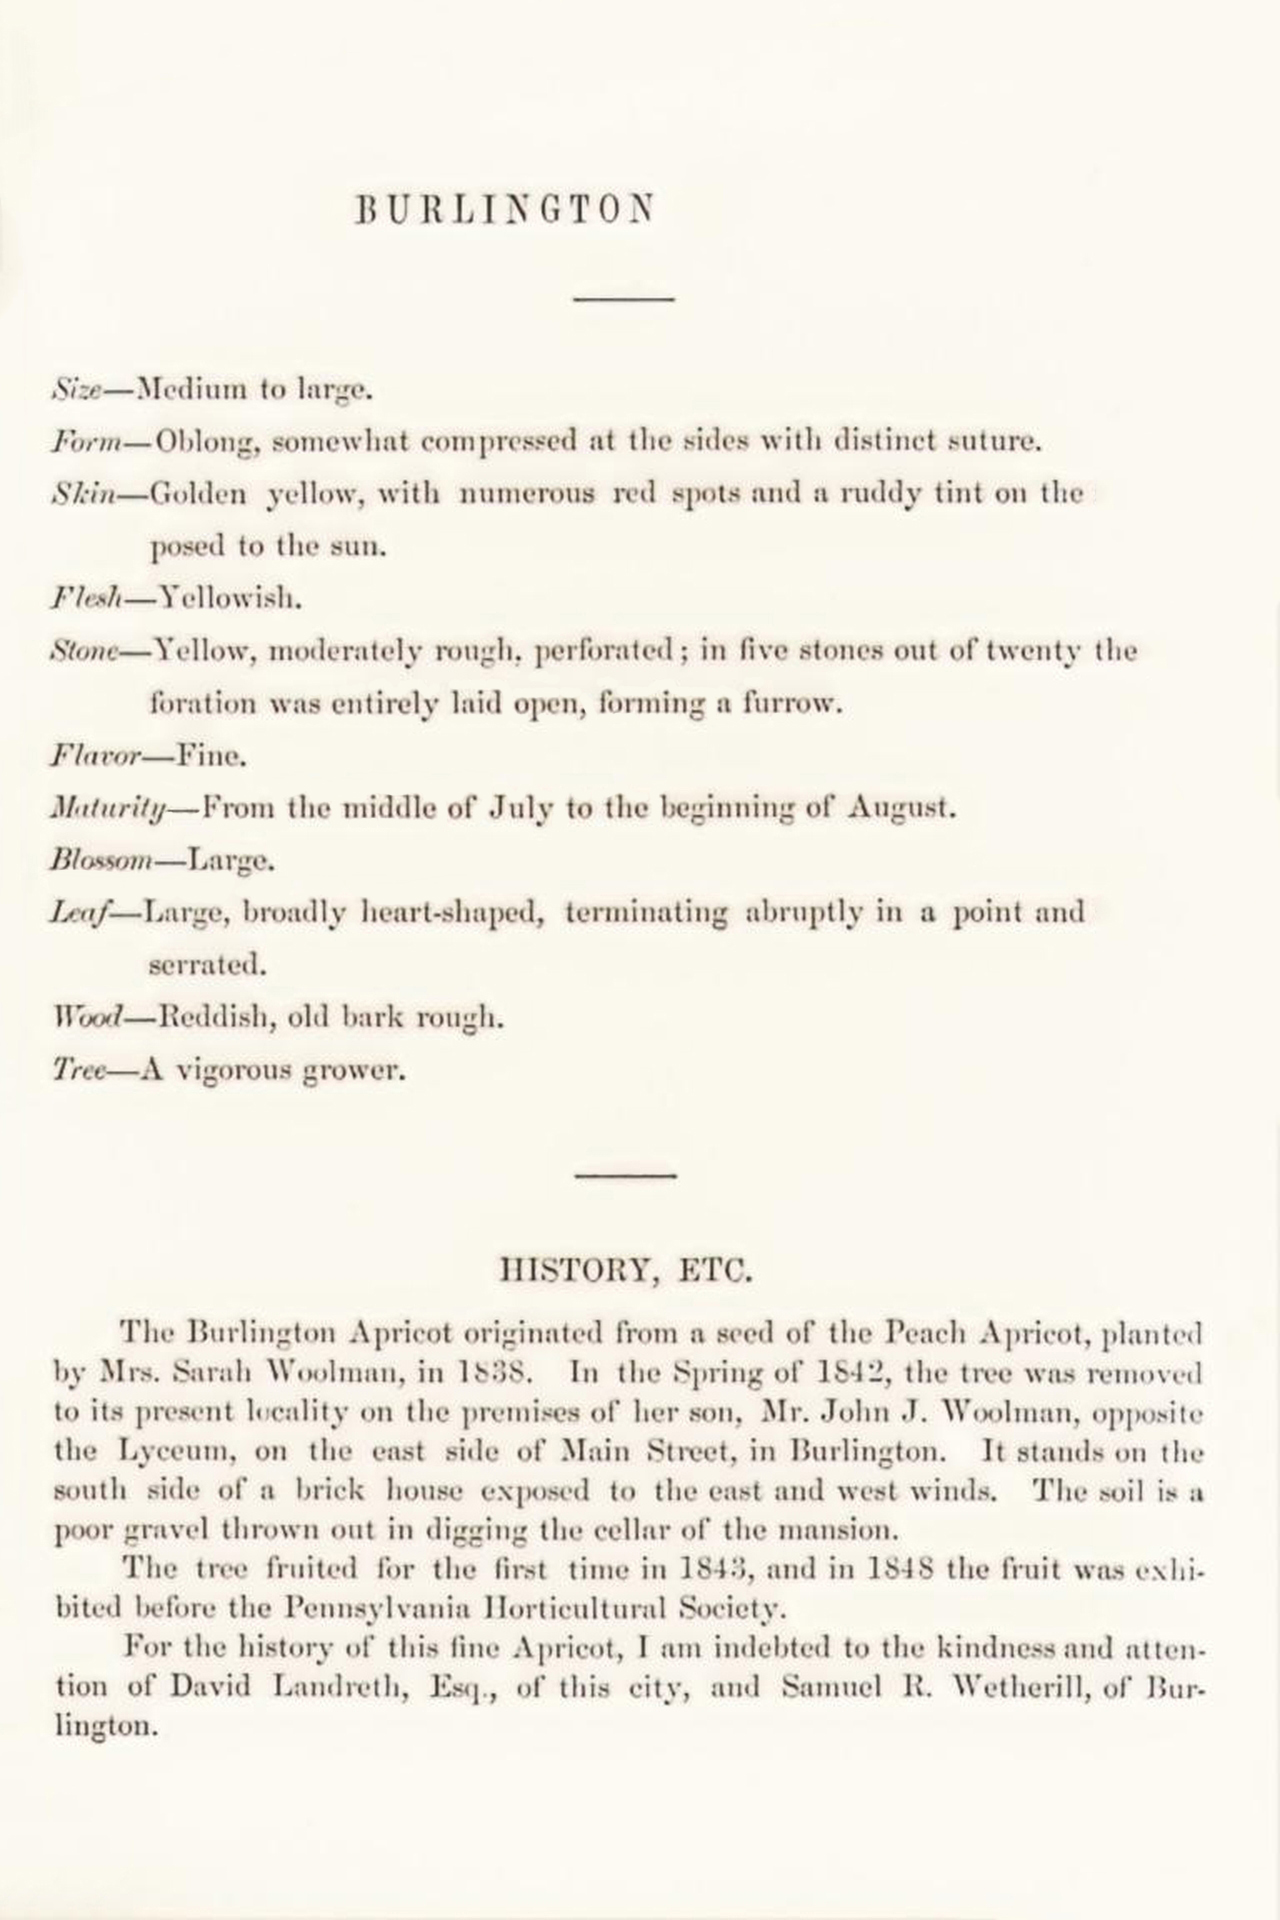 BURLINGTON
Size—Medium to large.
Form—Oblong, somewhat compressed at the sides with distinct suture.
Skin—Golden yellow, with numerous red spots and a ruddy tint on the
posed to the sun.
Flesh—Yellowish.
Stone—Yellow, moderately rough, perforated; in five stones out of twenty the
foration was entirely laid open, forming a furrow.
Flavor—Fine.
Maturity—From the middle of July to the beginning of August.
Blossom—Large.
Leaf—Large, broadly heart-shaped, terminating abruptly in a point and
serrated.
Wood—Reddish, old bark rough.
Tree—A vigorous grower.
HISTORY, ETC.
The Burlington Apricot originated from a seed of the Peach Apricot, planted
by Mrs. Sarah Woolman, in 1838. In the Spring of 1842, the tree was removed
to its present locality on the premises of her son, Mr. John J. Woolman, opposite
the Lyceum, on the east side of Main Street, in Burlington. It stands on the
south side of a brick house exposed to the east and west winds. The soil is a
poor gravel thrown out in digging the cellar of the mansion.
The tree fruited for the first time in 1843, and in 1848 the fruit was exhi-
bited before the Pennsylvania Horticultural Society.
For the history of this fine Apricot, I am indebted to the kindness and atten-
tion of David Landreth, Esq., of this city, and Samuel R. Wetherill, of Bur-
lington.